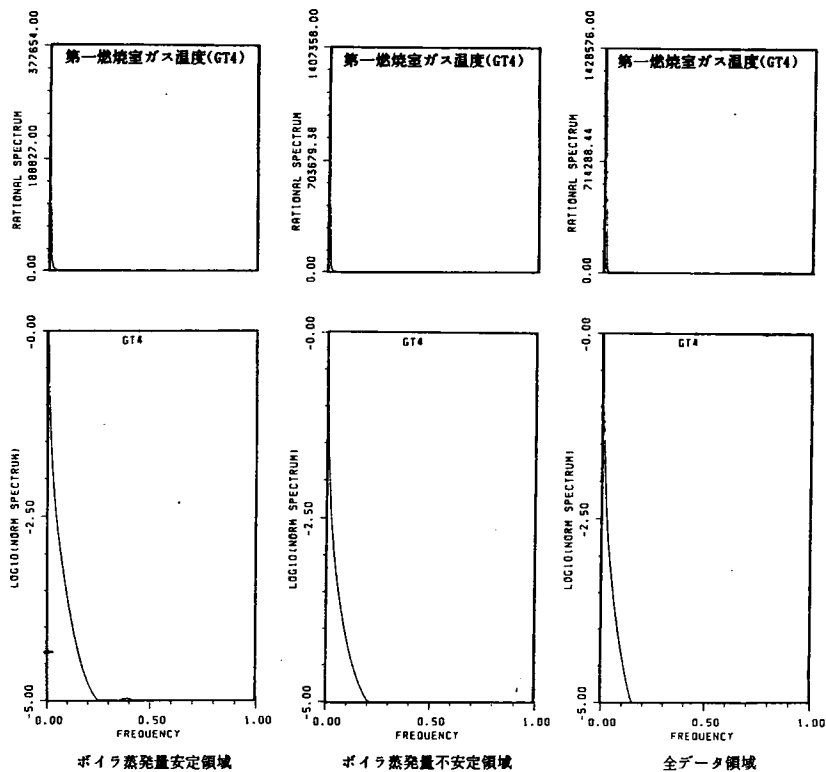 第一燃焼室ガス温度(GT4)
RATIONAL SPECTRUM
377654.00
188827.00
0.00
第一燃焼室ガス温度(GT4)
RATIONAL SPECTRUM
1407358.00
703679.38
0.00
第一燃焼室ガス温度(GT4)
RATIONAL SPECTRUM
1428576.00
714288.44
0.00
GT4
LOG10(NORM SPECTRUM)
-0.00
-2.50
-5.00
0.00 0.50 1.00
FREQUENCY
ボイラ蒸発量安定領域
GT4
LOG10(NORM SPECTRUM)
-0.00
-2.50
-5.00
0.00 0.50 1.00
FREQUENCY
ボイラ蒸発量不安定領域
GT4
LOG10(NORM SPECTRUM)
-0.00
-2.50
-5.00
0.00 0.50 1.00
FREQUENCY
全データ領域